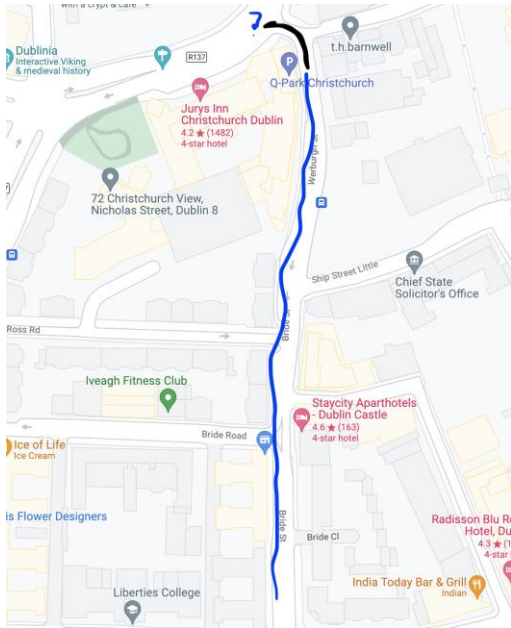 with a crypt & cafe
Dublinia
Interactive Viking
& medieval history
R137
t.h.barnwell
Q-Park Christchurch
Jurys Inn
Christchurch Dublin
4.2 ★ (1482)
4-star hotel
Werburgh St
72 Christchurch View,
Nicholas Street, Dublin 8
Ship Street Little
Chief State
Solicitor's Office
Bride St
Ross Rd
Iveagh Fitness Club
Staycity Aparthotels
- Dublin Castle
4.6 ★ (163)
4-star hotel
Bride Road
Ice of Life
Ice Cream
is Flower Designers
Bride St
Bride Cl
Radisson Blu Ro
Hotel, Du
4.3 ★ (1
4-star h
India Today Bar & Grill
Indian
Liberties College